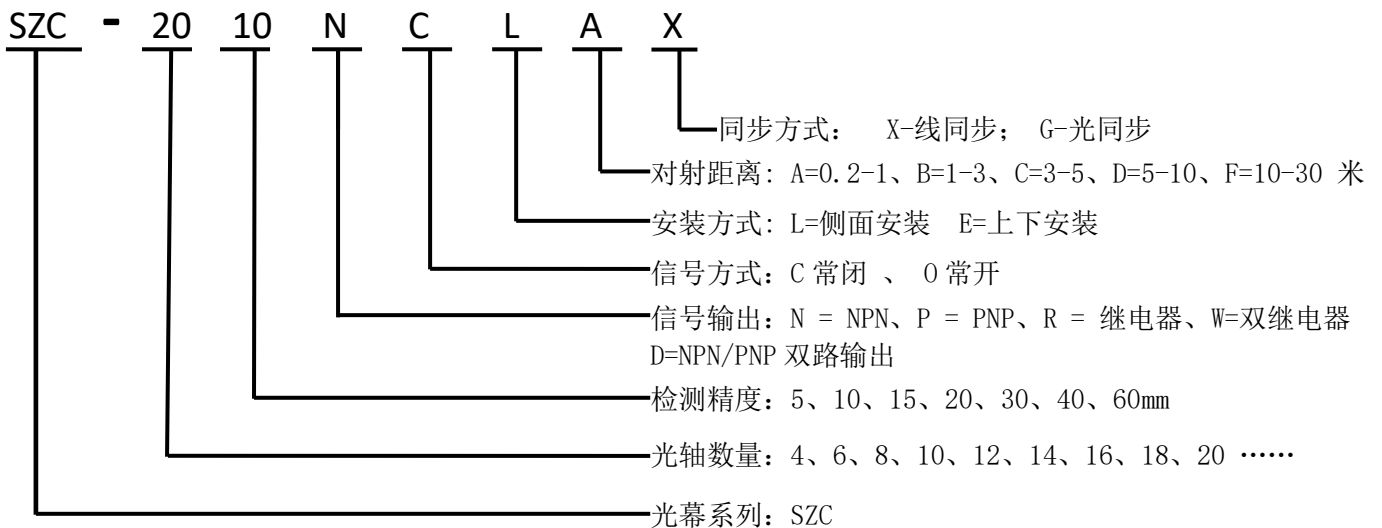 SZC - 20 10 N C L A X
同步方式： X-线同步； G-光同步
对射距离: A=0.2-1、B=1-3、C=3-5、D=5-10、F=10-30 米
安装方式: L=侧面安装 E=上下安装
信号方式：C 常闭 、 O 常开
信号输出：N = NPN、P = PNP、R = 继电器、W=双继电器
D=NPN/PNP 双路输出
检测精度：5、10、15、20、30、40、60mm
光轴数量：4、6、8、10、12、14、16、18、20 ……
光幕系列：SZC